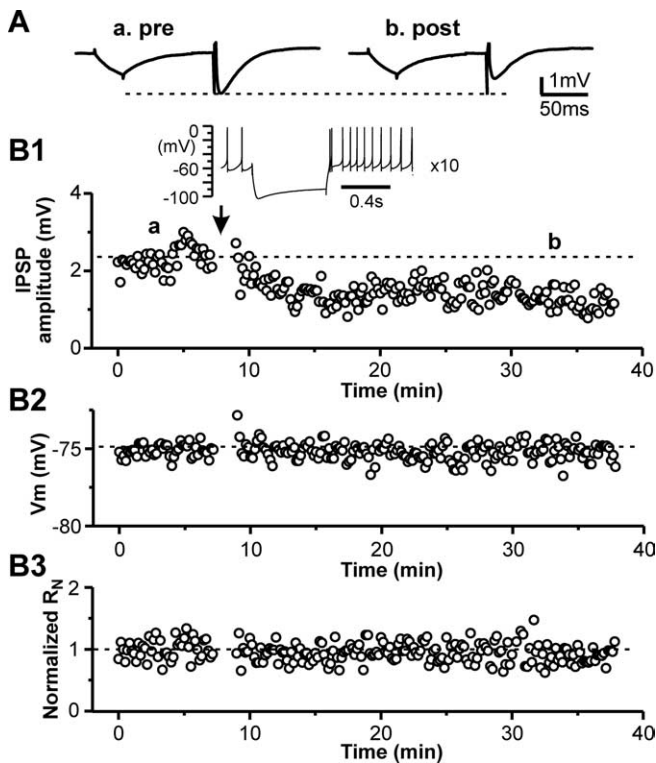 A
a. pre
b. post
1mV
50ms
B1
0
(mV)
-60
-100
x10
0.4s
4
2
0
IPSP
amplitude (mV)
a
b
0
10
20
30
40
Time (min)
B2
-75
-80
Vm (mV)
0
10
20
30
40
Time (min)
B3
2
1
0
Normalized RN
0
10
20
30
40
Time (min)